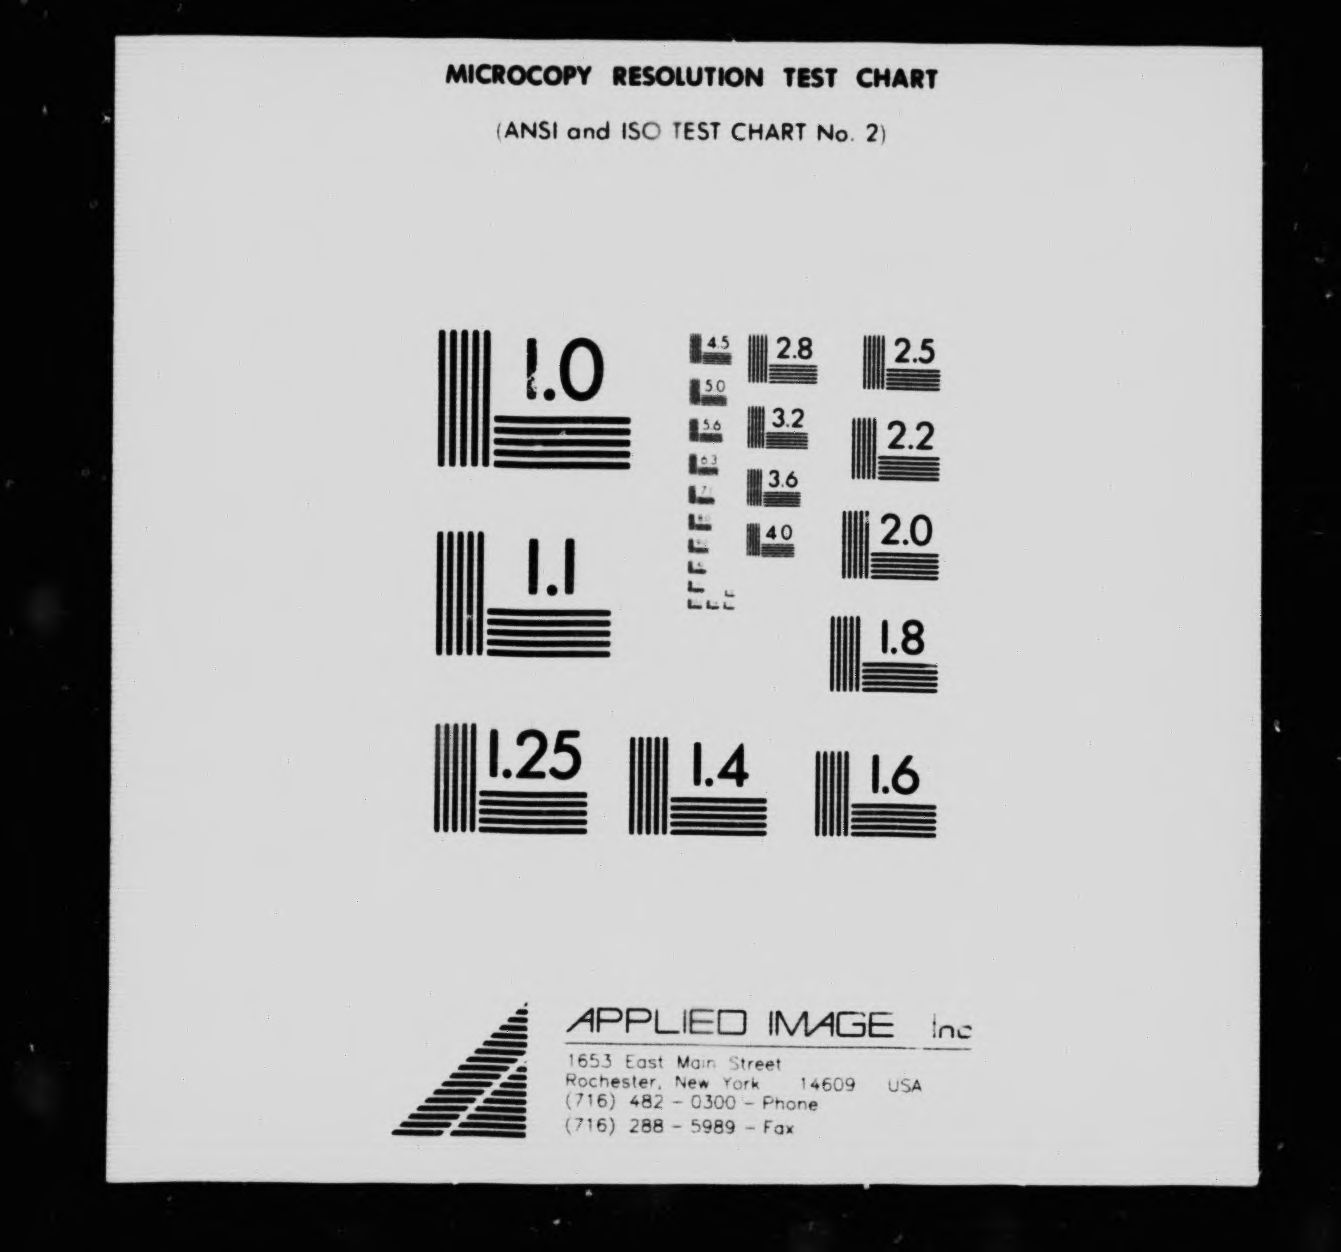 MICROCOPY RESOLUTION TEST CHART
(ANSI and ISO TEST CHART No. 2)
1.0
1.1
1.25
1.4
1.6
1.8
2.0
2.2
2.5
2.8
3.2
3.6
4.0
4.5
5.0
5.6
6.3
7.1
APPLIED IMAGE Inc
1653 East Main Street
Rochester, New York 14609 USA
(716) 482 - 0300 - Phone
(716) 288 - 5989 - Fax